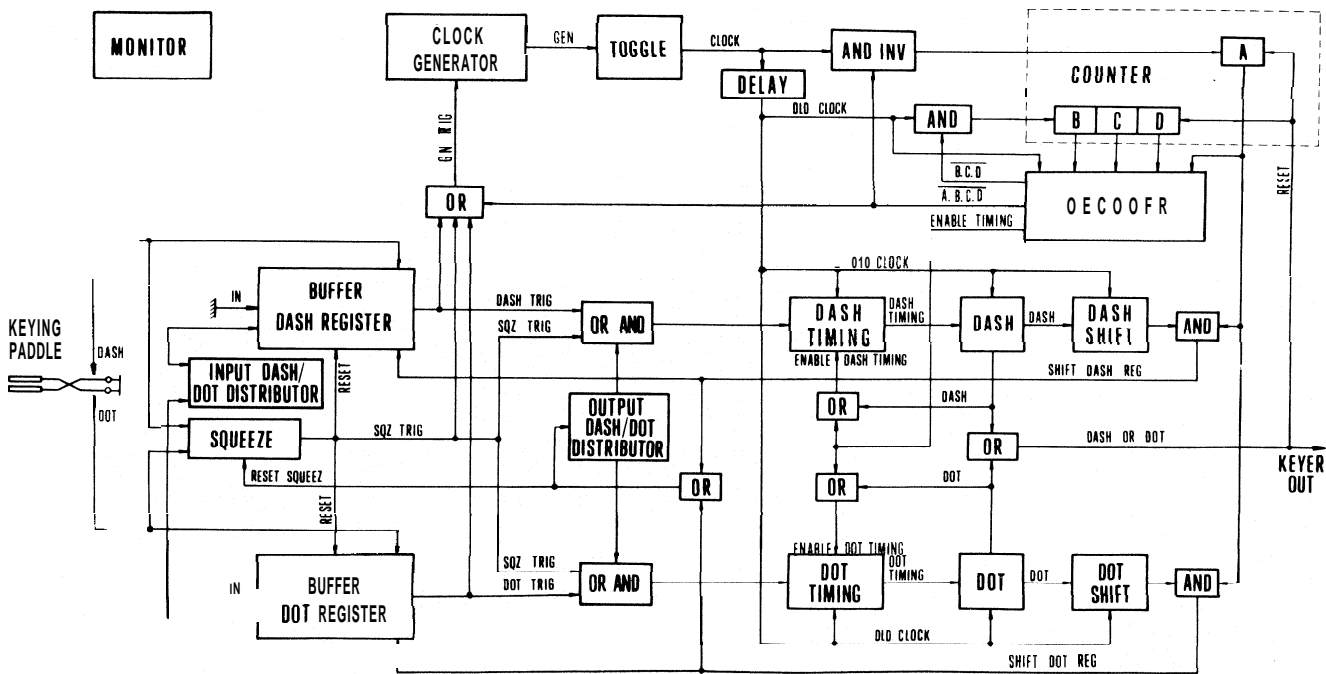 MONITOR
CLOCK
GENERATOR
GEN
TOGGLE
CLOCK
AND INV
A
COUNTER
DELAY
DLD CLOCK
AND
B C D
GN TRIG
B.C.D
A.B.C.D
ENABLE TIMING
OECOOFR
RESET
OR
010 CLOCK
IN
BUFFER
DASH REGISTER
DASH TRIG
SQZ TRIG
OR AND
DASH
TIMING
DASH
TIMING
DASH
DASH
DASH
SHIFT
AND
ENABLE DASH TIMING
SHIFT DASH REG
KEYING
PADDLE
DASH
DOT
INPUT DASH/
DOT DISTRIBUTOR
RESET
OUTPUT
DASH/DOT
DISTRIBUTOR
OR
DASH
SQUEEZE
SQZ TRIG
OR
DASH OR DOT
KEYER
OUT
RESET SQUEEZ
OR
OR
DOT
RESET
ENABLE DOT TIMING
SQZ TRIG
DOT TRIG
OR AND
DOT
TIMING
DOT
TIMING
DOT
DOT
DOT
SHIFT
AND
IN
BUFFER
DOT REGISTER
DLD CLOCK
SHIFT DOT REG